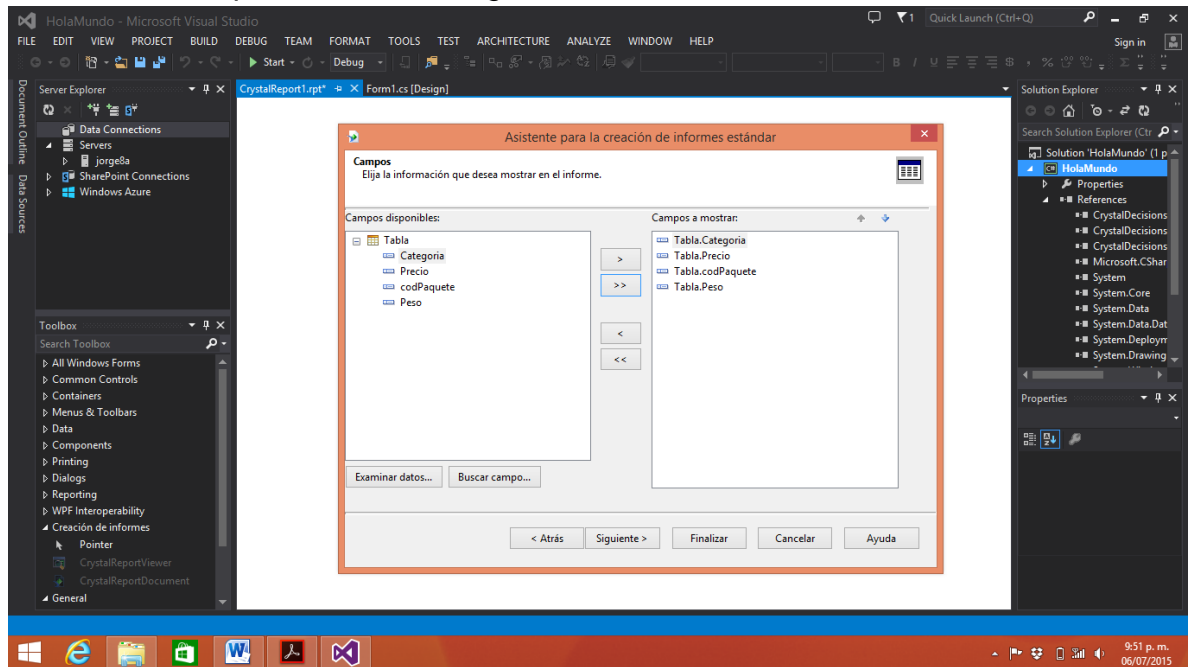 HolaMundo - Microsoft Visual Studio
1
Quick Launch (Ctrl+Q)
FILE EDIT VIEW PROJECT BUILD DEBUG TEAM FORMAT TOOLS TEST ARCHITECTURE ANALYZE WINDOW HELP
Sign in
Start Debug
Document Outline
Data Sources
Server Explorer
Data Connections
Servers
jorge8a
SharePoint Connections
Windows Azure
Toolbox
Search Toolbox
All Windows Forms
Common Controls
Containers
Menus & Toolbars
Data
Components
Printing
Dialogs
Reporting
WPF Interoperability
Creación de informes
Pointer
CrystalReportViewer
CrystalReportDocument
General
CrystalReport1.rpt* Form1.cs [Design]
Asistente para la creación de informes estándar
Campos
Elija la información que desea mostrar en el informe.
Campos disponibles:
Tabla
Categoria
Precio
codPaquete
Peso
>
>>
<
<<
Campos a mostrar:
Tabla.Categoria
Tabla.Precio
Tabla.codPaquete
Tabla.Peso
Examinar datos... Buscar campo...
< Atrás Siguiente > Finalizar Cancelar Ayuda
Solution Explorer
Search Solution Explorer (Ctr
Solution 'HolaMundo' (1 p
HolaMundo
Properties
References
CrystalDecisions
CrystalDecisions
CrystalDecisions
Microsoft.CShar
System
System.Core
System.Data
System.Data.Dat
System.Deploym
System.Drawing
Properties
9:51 p. m.
06/07/2015